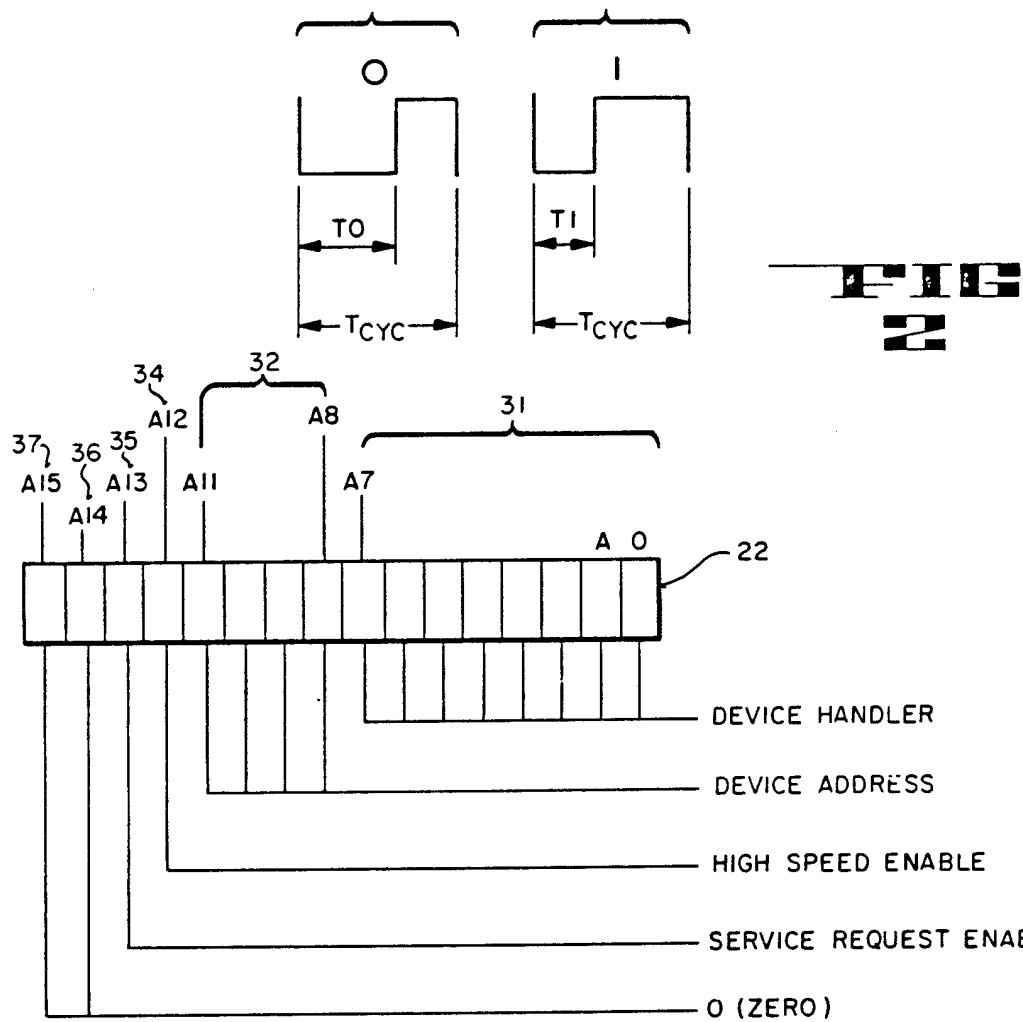 O I
T0 T1
TCYC TCYC
FIG
2
34 32
A12 A8 31
37 36 35
A15 A14 A13 A11 A7
A O
22
DEVICE HANDLER
DEVICE ADDRESS
HIGH SPEED ENABLE
SERVICE REQUEST ENAB
O (ZERO)